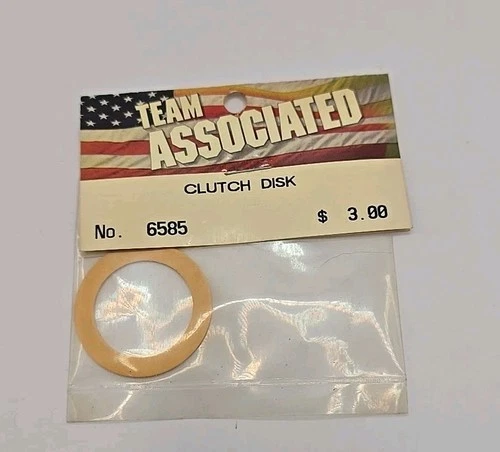 TEAM
ASSOCIATED
CLUTCH DISK
No. 6585 $ 3.00